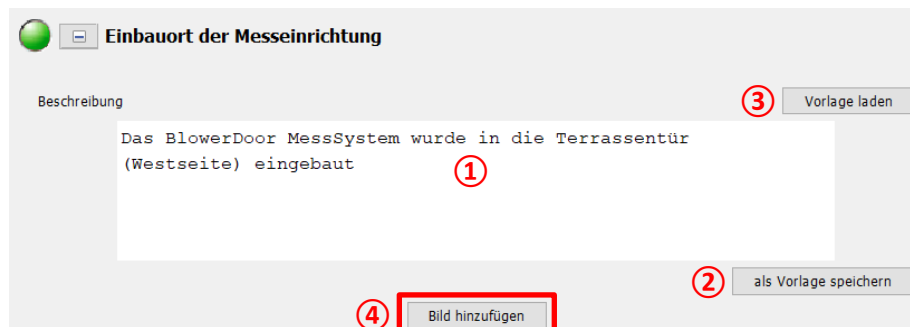 Einbauort der Messeinrichtung
Beschreibung
③ Vorlage laden
Das BlowerDoor MessSystem wurde in die Terrassentür
(Westseite) eingebaut
①
② als Vorlage speichern
④ Bild hinzufügen